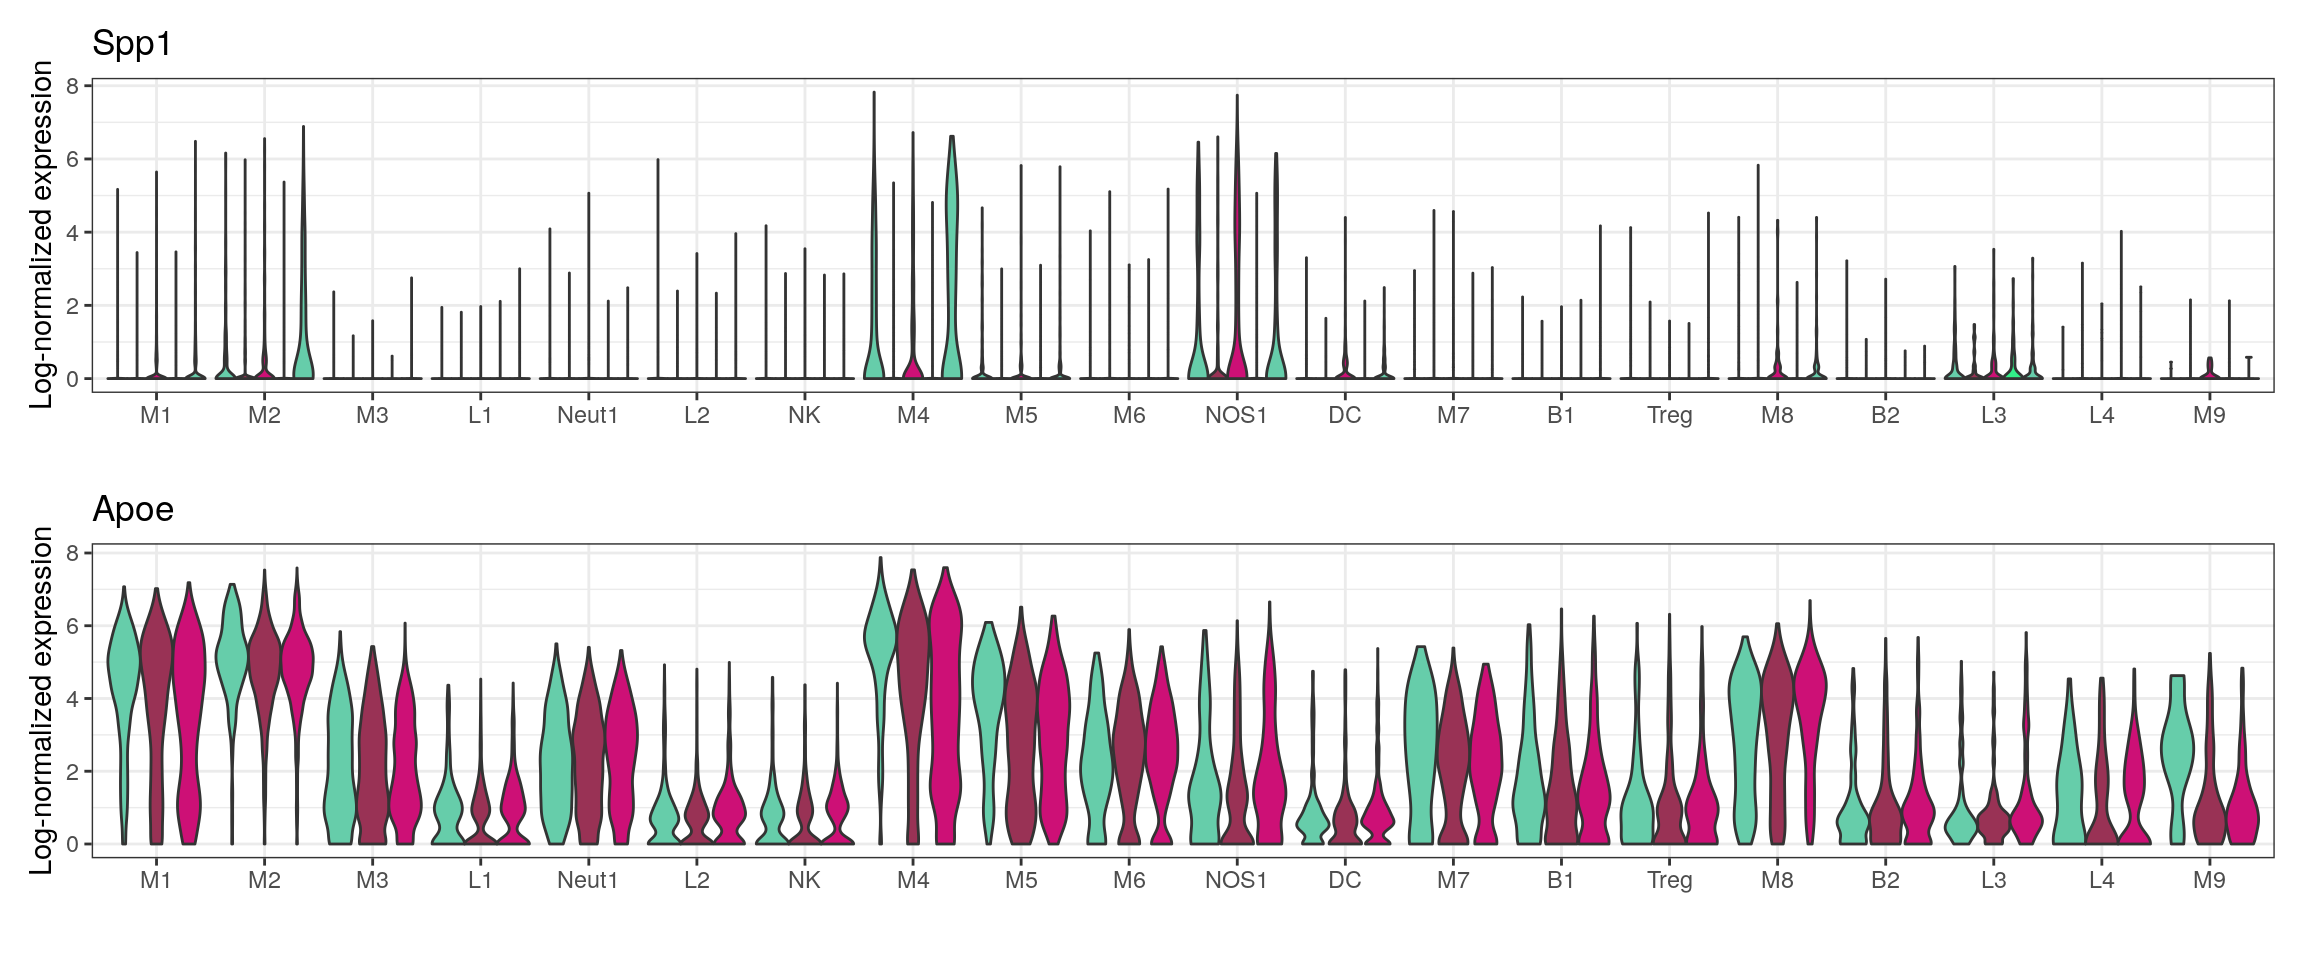 Spp1
Log-normalized expression
8
6
4
2
0
M1 M2 M3 L1 Neut1 L2 NK M4 M5 M6 NOS1 DC M7 B1 Treg M8 B2 L3 L4 M9
Apoe
Log-normalized expression
8
6
4
2
0
M1 M2 M3 L1 Neut1 L2 NK M4 M5 M6 NOS1 DC M7 B1 Treg M8 B2 L3 L4 M9